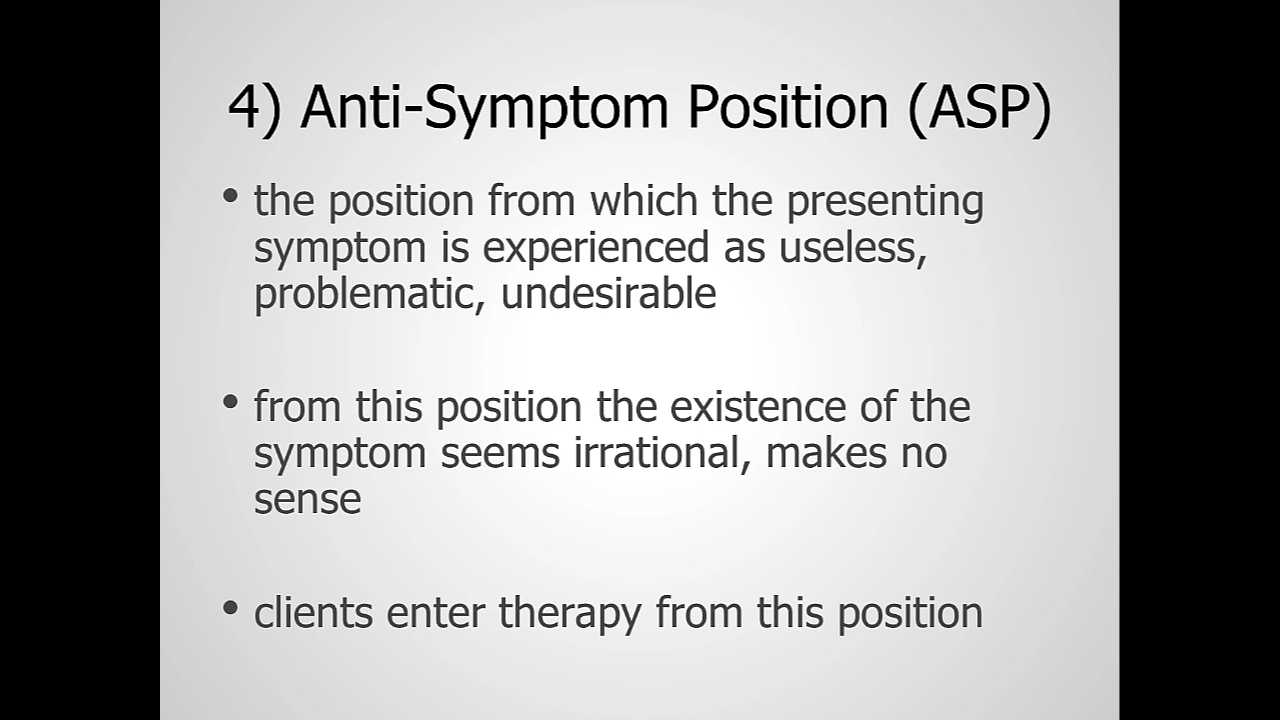 4) Anti-Symptom Position (ASP)
• the position from which the presenting
symptom is experienced as useless,
problematic, undesirable
• from this position the existence of the
symptom seems irrational, makes no
sense
• clients enter therapy from this position